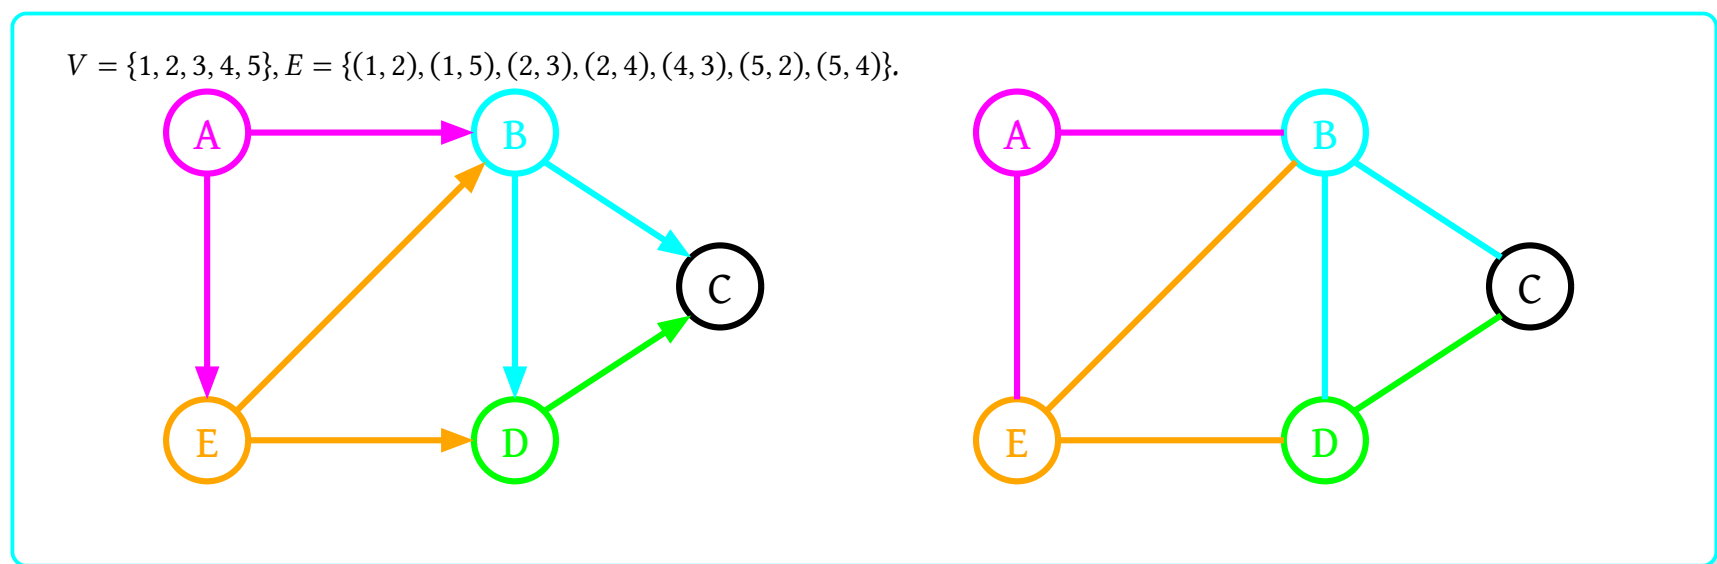 V = {1, 2, 3, 4, 5}, E = {(1, 2), (1, 5), (2, 3), (2, 4), (4, 3), (5, 2), (5, 4)}.
A B A B
C C
E D E D